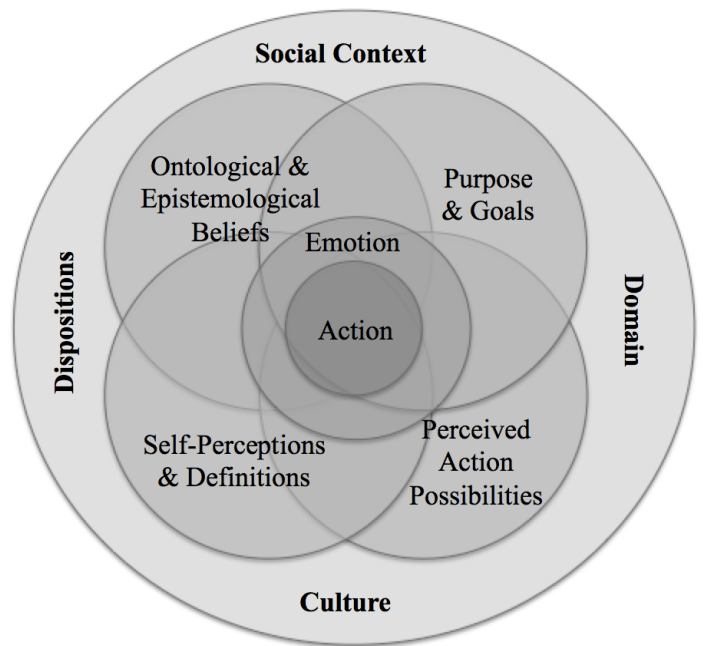 Social Context
Ontological &
Epistemological
Beliefs
Purpose
& Goals
Emotion
Dispositions
Action
Domain
Self-Perceptions
& Definitions
Perceived
Action
Possibilities
Culture